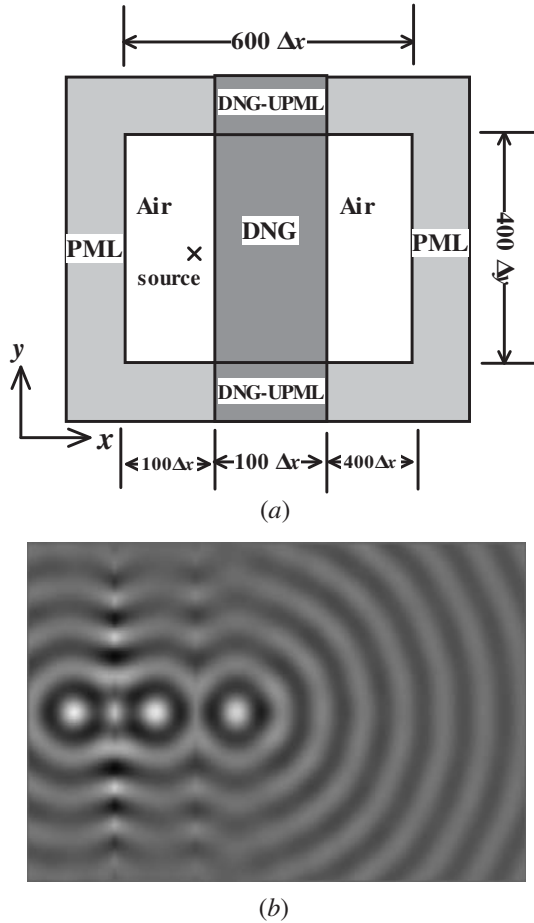 600 Δx
DNG-UPML
Air
Air
DNG
PML
PML
×
source
400 Δy
y
DNG-UPML
x
100Δx
100 Δx
400Δx
(a)
(b)